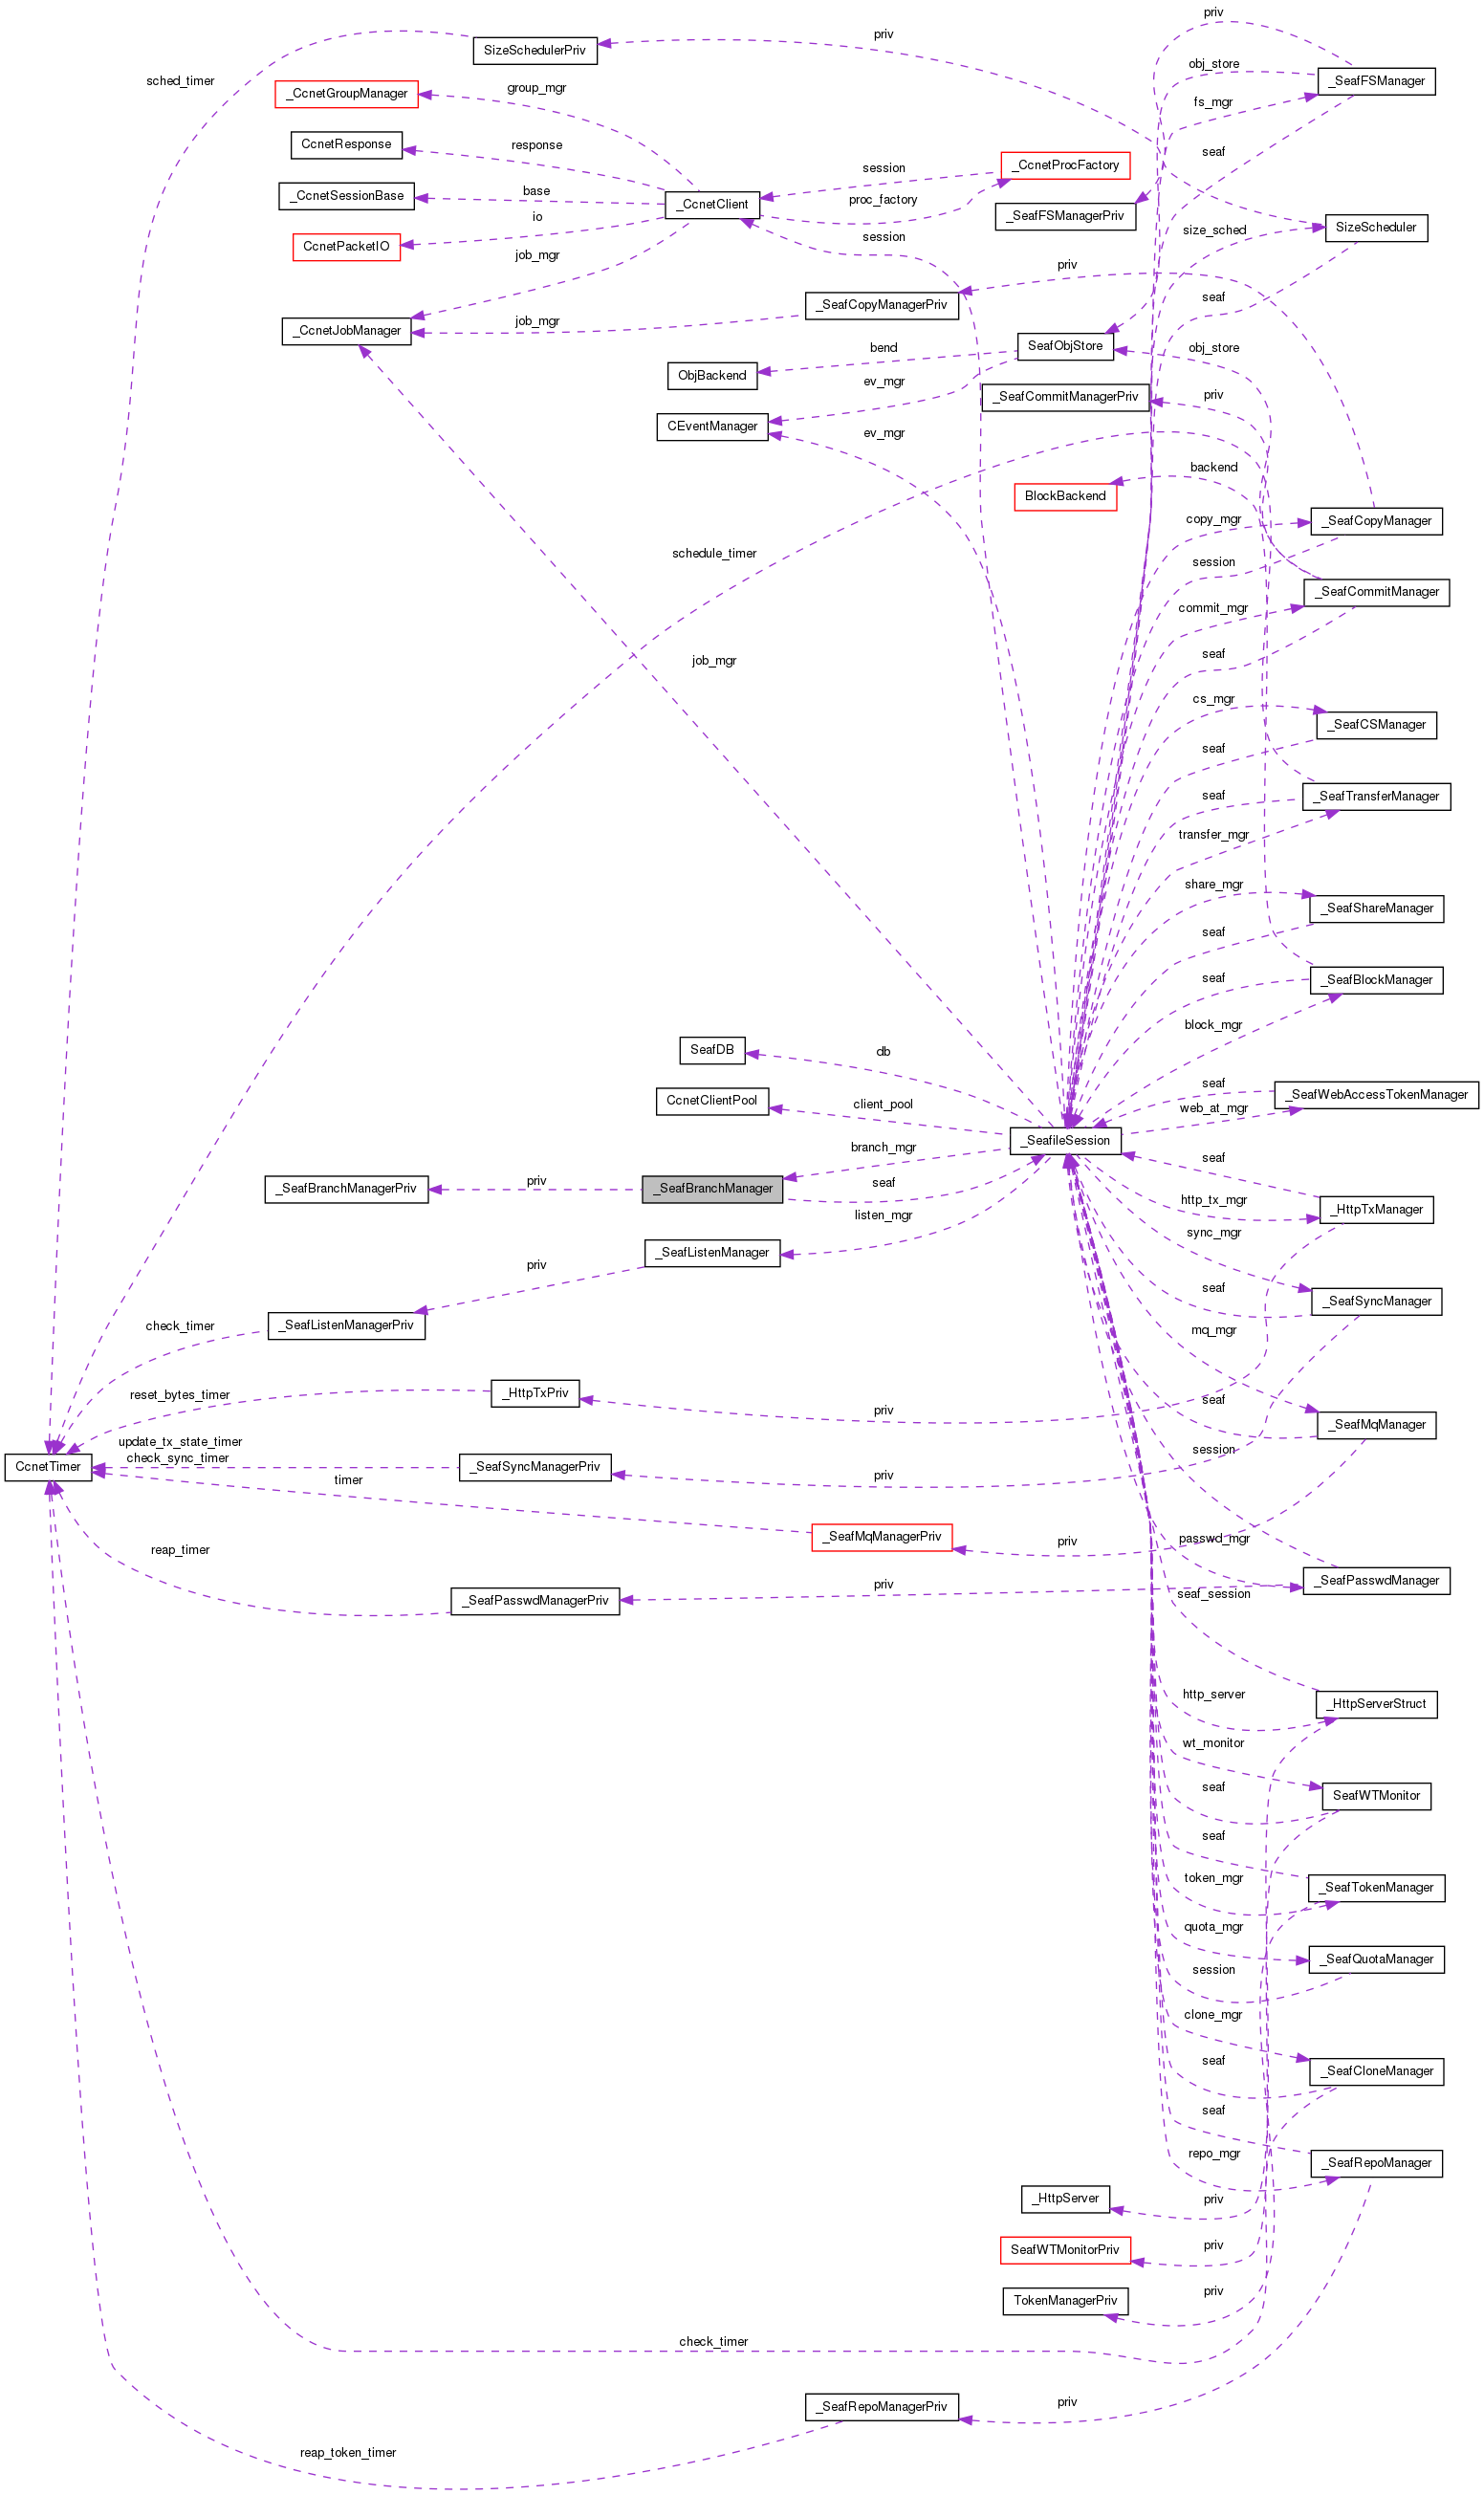 priv
SizeSchedulerPriv
priv
obj_store
_SeafFSManager
sched_timer
_CcnetGroupManager
group_mgr
fs_mgr
CcnetResponse
response
seaf
session
_CcnetProcFactory
_CcnetSessionBase
base
_CcnetClient
proc_factory
_SeafFSManagerPriv
io
size_sched
SizeScheduler
CcnetPacketIO
session
job_mgr
priv
_SeafCopyManagerPriv
seaf
_CcnetJobManager
job_mgr
SeafObjStore
obj_store
bend
ObjBackend
ev_mgr
_SeafCommitManagerPriv
priv
CEventManager
ev_mgr
backend
BlockBackend
copy_mgr
_SeafCopyManager
schedule_timer
session
_SeafCommitManager
commit_mgr
job_mgr
seaf
cs_mgr
_SeafCSManager
seaf
seaf
_SeafTransferManager
transfer_mgr
share_mgr
_SeafShareManager
seaf
seaf
_SeafBlockManager
block_mgr
SeafDB
db
CcnetClientPool
client_pool
seaf
_SeafWebAccessTokenManager
web_at_mgr
_SeafileSession
branch_mgr
seaf
_SeafBranchManagerPriv
priv
_SeafBranchManager
seaf
http_tx_mgr
_HttpTxManager
listen_mgr
sync_mgr
_SeafListenManager
priv
seaf
_SeafSyncManager
_SeafListenManagerPriv
check_timer
mq_mgr
reset_bytes_timer
_HttpTxPriv
priv
seaf
_SeafMqManager
update_tx_state_timer
check_sync_timer
CcnetTimer
_SeafSyncManagerPriv
timer
priv
session
_SeafMqManagerPriv
priv
passwd_mgr
reap_timer
_SeafPasswdManagerPriv
priv
_SeafPasswdManager
seaf_session
http_server
_HttpServerStruct
wt_monitor
seaf
SeafWTMonitor
seaf
token_mgr
_SeafTokenManager
quota_mgr
session
_SeafQuotaManager
clone_mgr
seaf
_SeafCloneManager
seaf
repo_mgr
_SeafRepoManager
_HttpServer
priv
SeafWTMonitorPriv
priv
TokenManagerPriv
priv
check_timer
_SeafRepoManagerPriv
priv
reap_token_timer